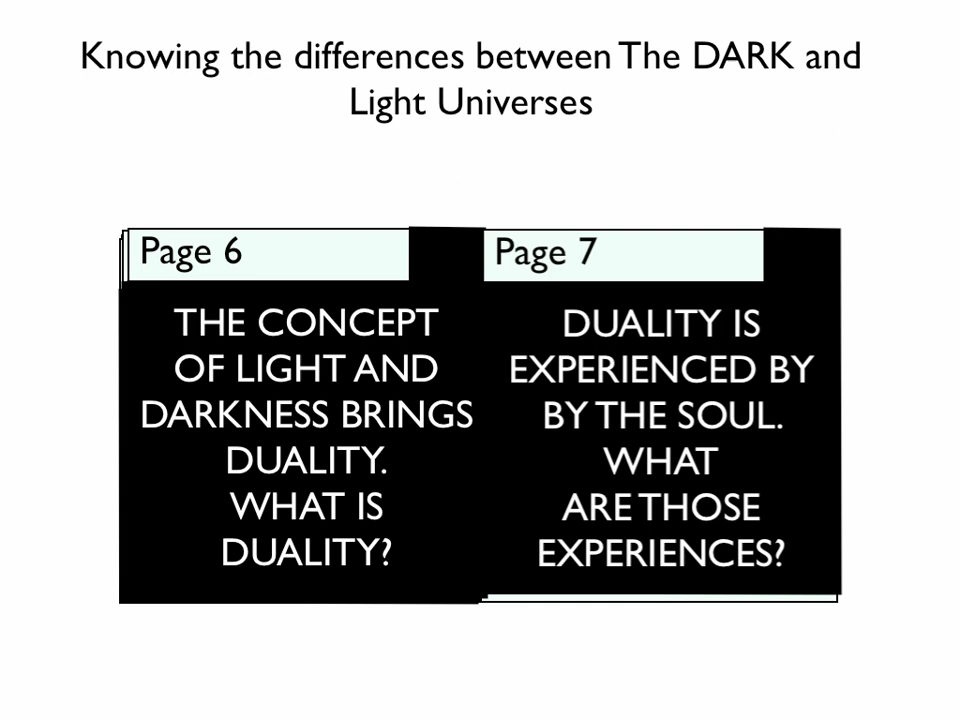 Knowing the differences between The DARK and
Light Universes
Page 6
THE CONCEPT
OF LIGHT AND
DARKNESS BRINGS
DUALITY.
WHAT IS
DUALITY?
Page 7
DUALITY IS
EXPERIENCED BY
BY THE SOUL.
WHAT
ARE THOSE
EXPERIENCES?